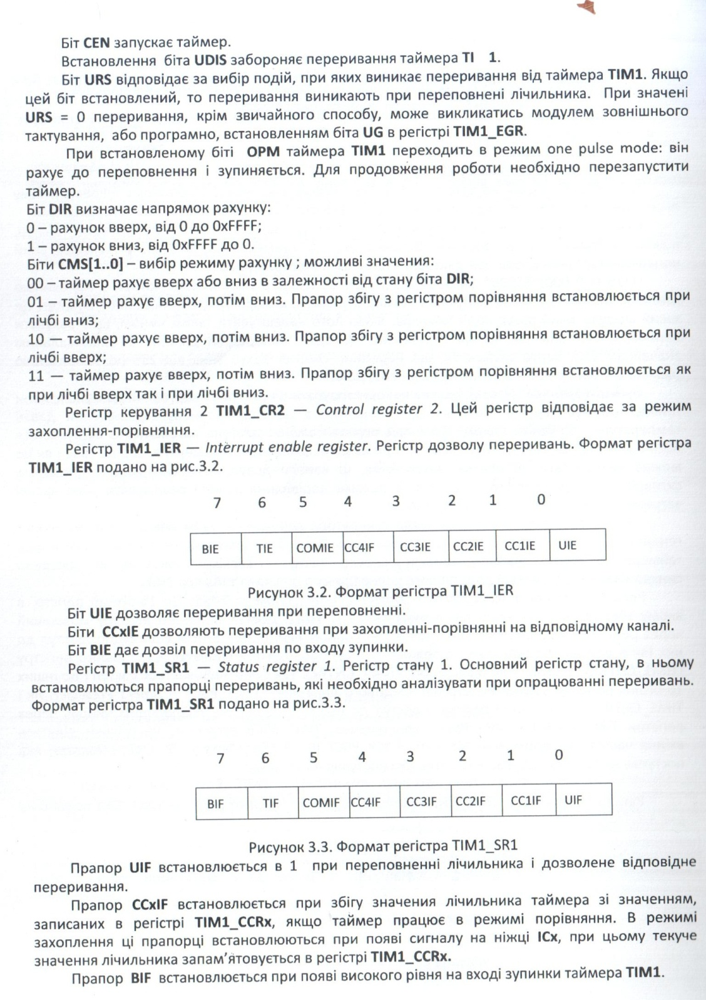 Біт CEN запускає таймер.
Встановлення біта UDIS забороняє переривання таймера TI 1.
Біт URS відповідає за вибір подій, при яких виникає переривання від таймера TIM1. Якщо
цей біт встановлений, то переривання виникають при переповнені лічильника. При значені
URS = 0 переривання, крім звичайного способу, може викликатись модулем зовнішнього
тактування, або програмно, встановленням біта UG в регістрі TIM1_EGR.
При встановленому біті OPM таймера TIM1 переходить в режим one pulse mode: він
рахує до переповнення і зупиняється. Для продовження роботи необхідно перезапустити
таймер.
Біт DIR визначає напрямок рахунку:
0 – рахунок вверх, від 0 до 0xFFFF;
1 – рахунок вниз, від 0xFFFF до 0.
Біти CMS[1..0] – вибір режиму рахунку ; можливі значення:
00 – таймер рахує вверх або вниз в залежності від стану біта DIR;
01 – таймер рахує вверх, потім вниз. Прапор збігу з регістром порівняння встановлюється при
лічбі вниз;
10 — таймер рахує вверх, потім вниз. Прапор збігу з регістром порівняння встановлюється при
лічбі вверх;
11 — таймер рахує вверх, потім вниз. Прапор збігу з регістром порівняння встановлюється як
при лічбі вверх так і при лічбі вниз.
Регістр керування 2 TIM1_CR2 — Control register 2. Цей регістр відповідає за режим
захоплення-порівняння.
Регістр TIM1_IER — Interrupt enable register. Регістр дозволу переривань. Формат регістра
TIM1_IER подано на рис.3.2.
7 6 5 4 3 2 1 0
BIE TIE COMIE CC4IF CC3IE CC2IE CC1IE UIE
Рисунок 3.2. Формат регістра TIM1_IER
Біт UIE дозволяє переривання при переповненні.
Біти CCxIE дозволяють переривання при захопленні-порівнянні на відповідному каналі.
Біт BIE дає дозвіл переривання по входу зупинки.
Регістр TIM1_SR1 — Status register 1. Регістр стану 1. Основний регістр стану, в ньому
встановлюються прапорці переривань, які необхідно аналізувати при опрацюванні переривань.
Формат регістра TIM1_SR1 подано на рис.3.3.
7 6 5 4 3 2 1 0
BIF TIF COMIF CC4IF CC3IF CC2IF CC1IF UIF
Рисунок 3.3. Формат регістра TIM1_SR1
Прапор UIF встановлюється в 1 при переповненні лічильника і дозволене відповідне
переривання.
Прапор CCxIF встановлюється при збігу значення лічильника таймера зі значенням,
записаних в регістрі TIM1_CCRx, якщо таймер працює в режимі порівняння. В режимі
захоплення ці прапорці встановлюються при появі сигналу на ніжці ICx, при цьому текуче
значення лічильника запам’ятовується в регістрі TIM1_CCRx.
Прапор BIF встановлюється при появі високого рівня на вході зупинки таймера TIM1.